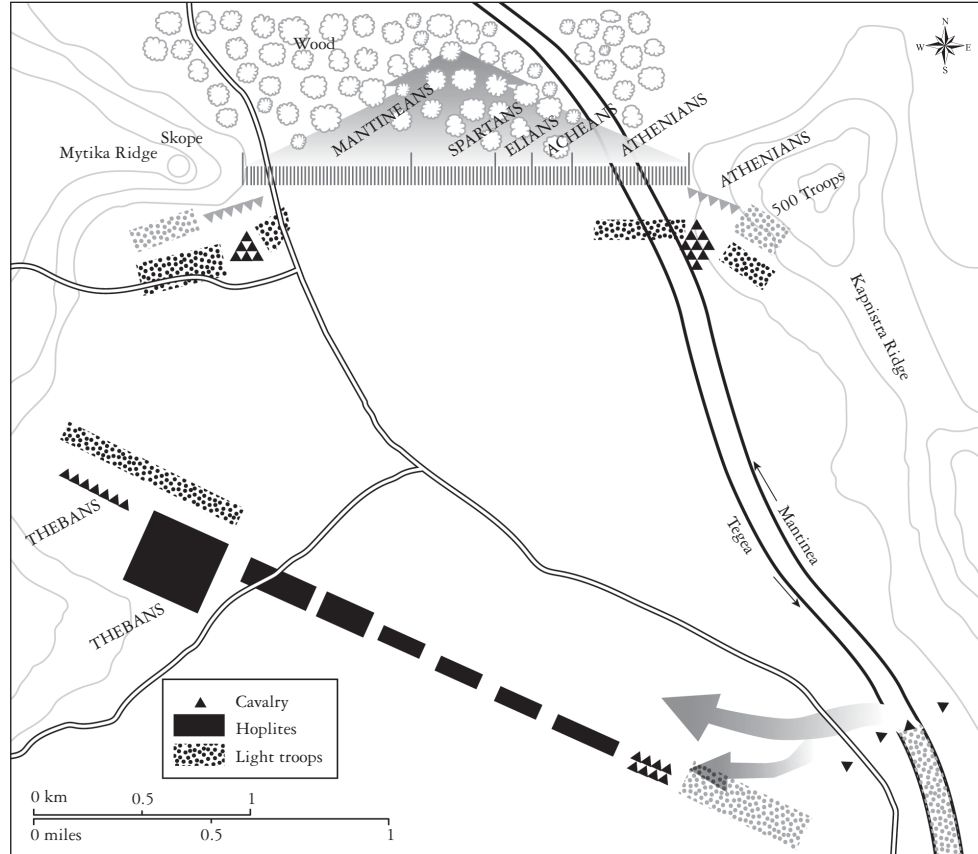 N
W E
S
Wood
Skope
Mytika Ridge
MANTINEANS
SPARTANS
ELIANS
ACHEANS
ATHENIANS
ATHENIANS
500 Troops
Kapnistra Ridge
THEBANS
THEBANS
Tegea
Mantinea
Cavalry
Hoplites
Light troops
0 km 0.5 1
0 miles 0.5 1